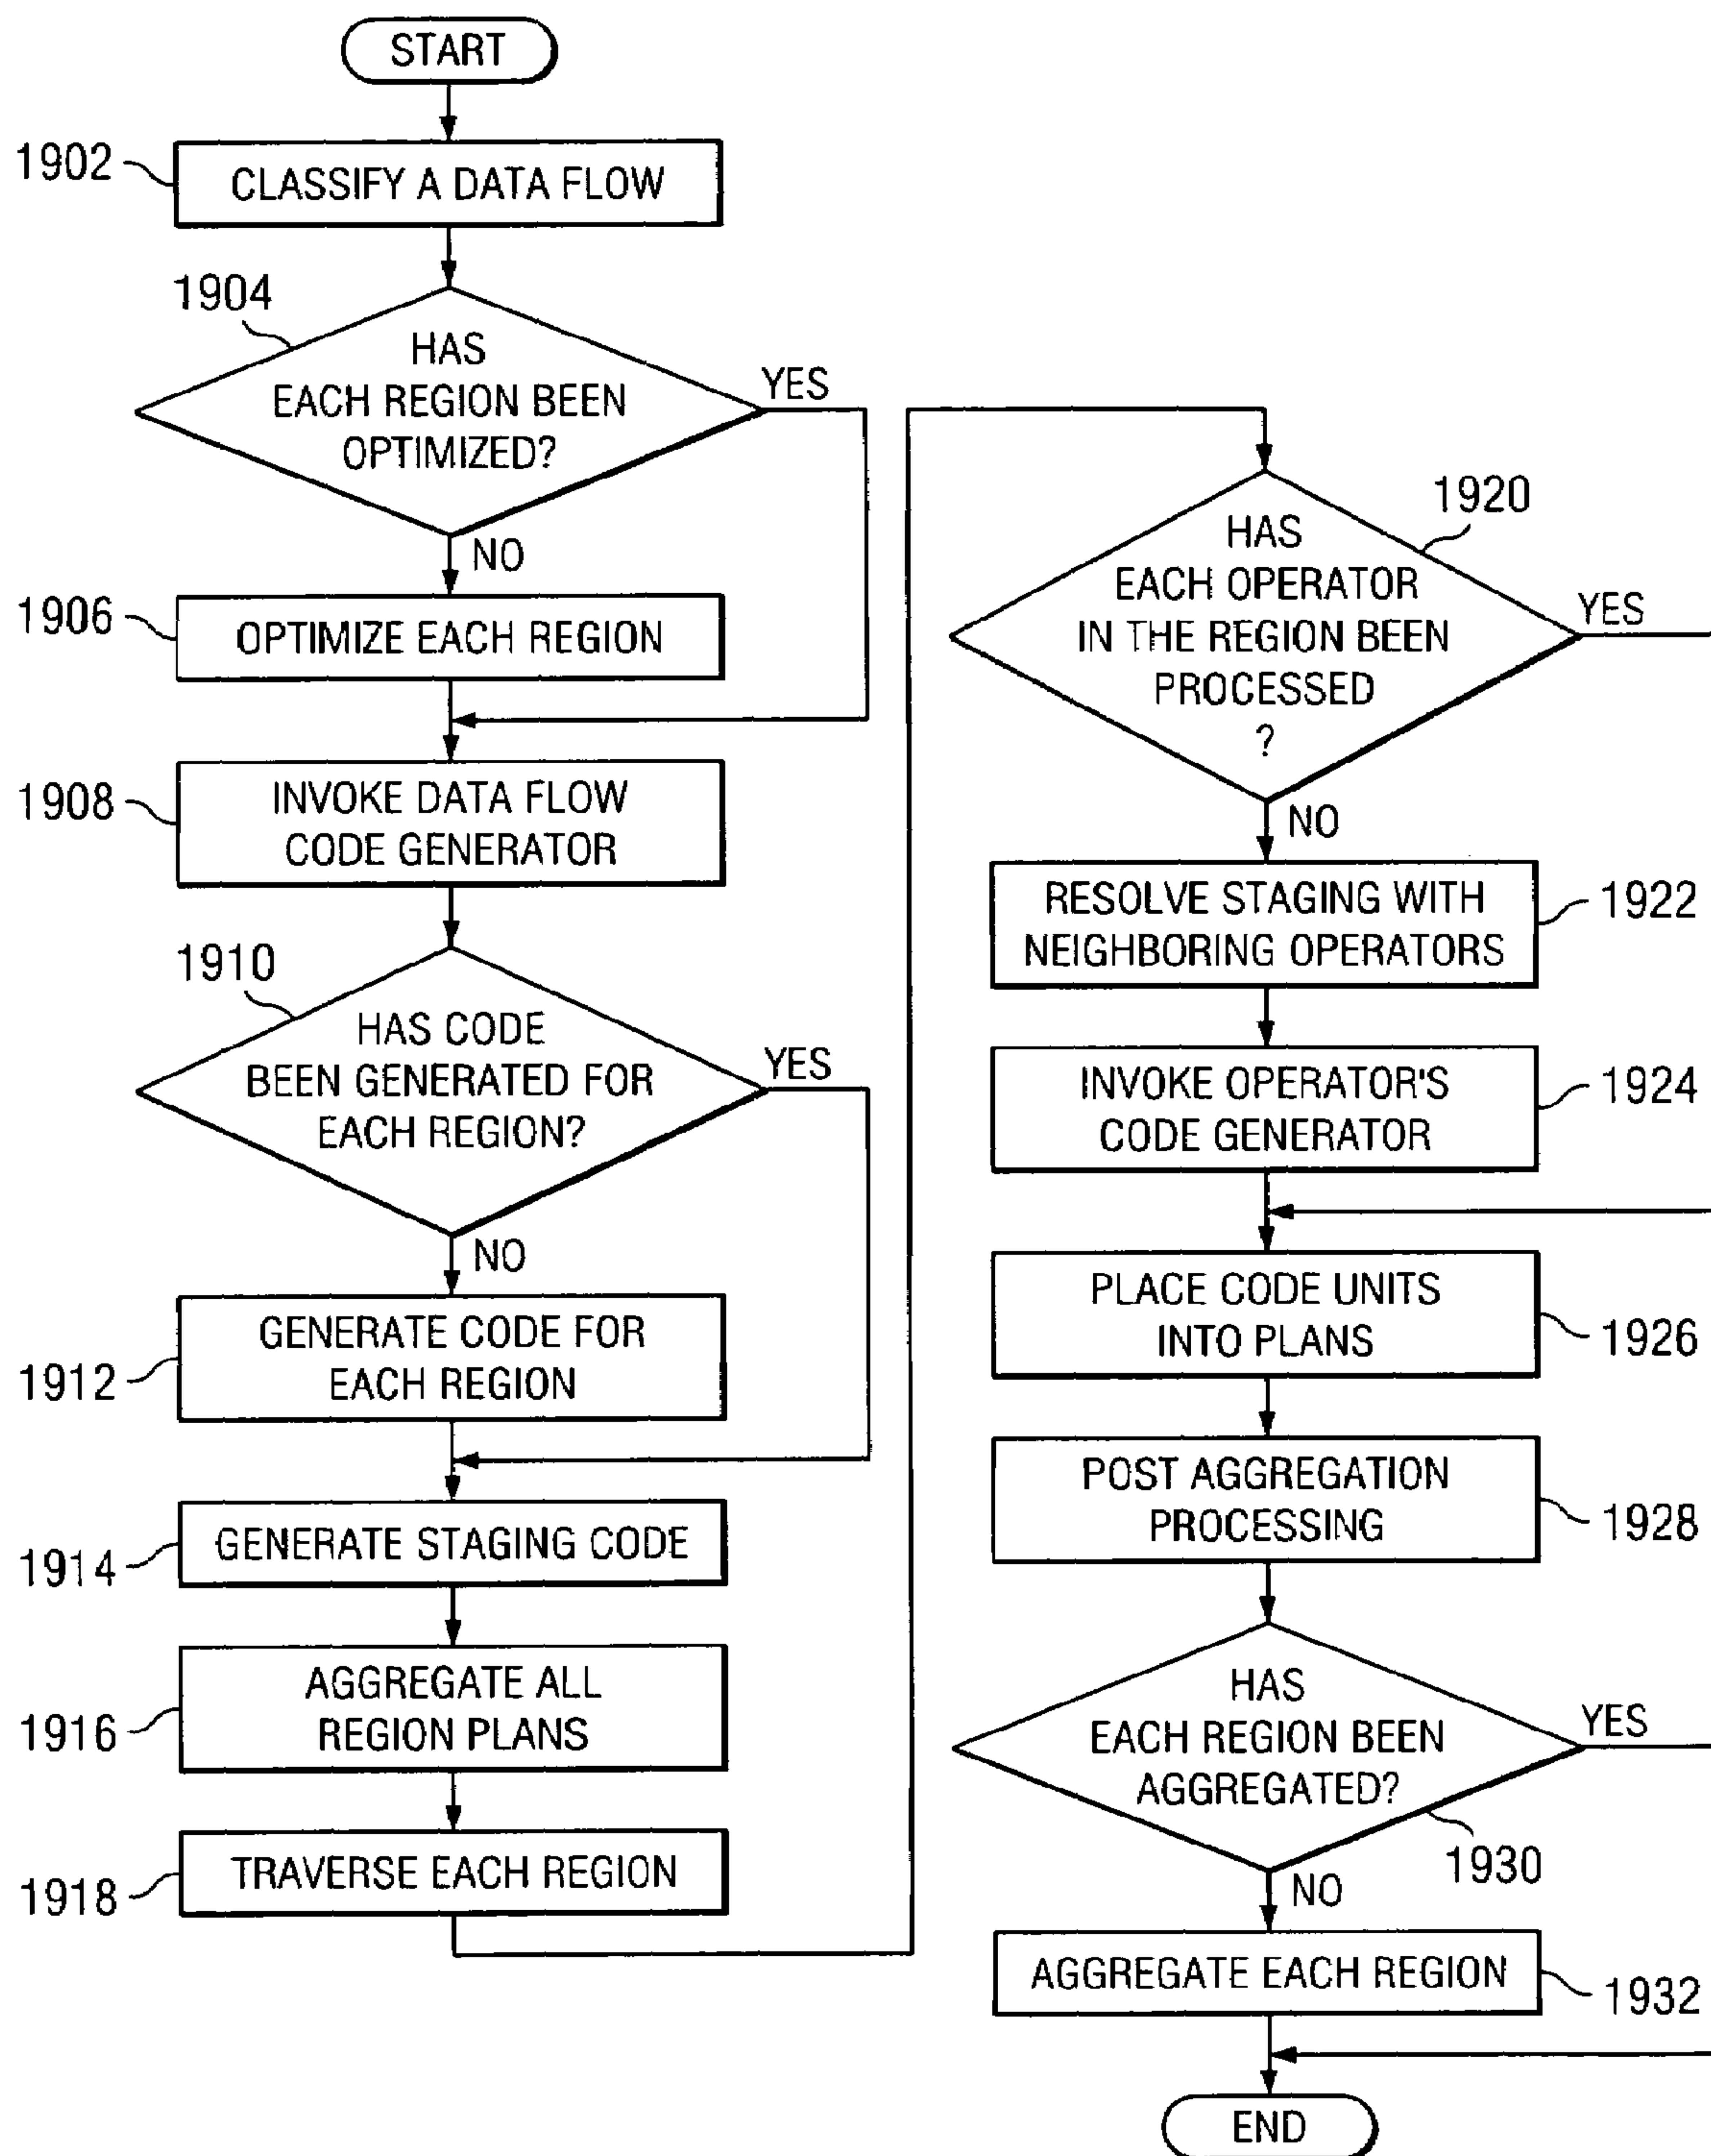 START
1902
CLASSIFY A DATA FLOW
1904
HAS
EACH REGION BEEN
OPTIMIZED?
YES
NO
1906
OPTIMIZE EACH REGION
1908
INVOKE DATA FLOW
CODE GENERATOR
1910
HAS CODE
BEEN GENERATED FOR
EACH REGION?
YES
NO
1912
GENERATE CODE FOR
EACH REGION
1914
GENERATE STAGING CODE
1916
AGGREGATE ALL
REGION PLANS
1918
TRAVERSE EACH REGION
1920
HAS
EACH OPERATOR
IN THE REGION BEEN
PROCESSED
?
YES
NO
RESOLVE STAGING WITH
NEIGHBORING OPERATORS
1922
INVOKE OPERATOR'S
CODE GENERATOR
1924
PLACE CODE UNITS
INTO PLANS
1926
POST AGGREGATION
PROCESSING
1928
HAS
EACH REGION BEEN
AGGREGATED?
YES
1930
NO
AGGREGATE EACH REGION
1932
END